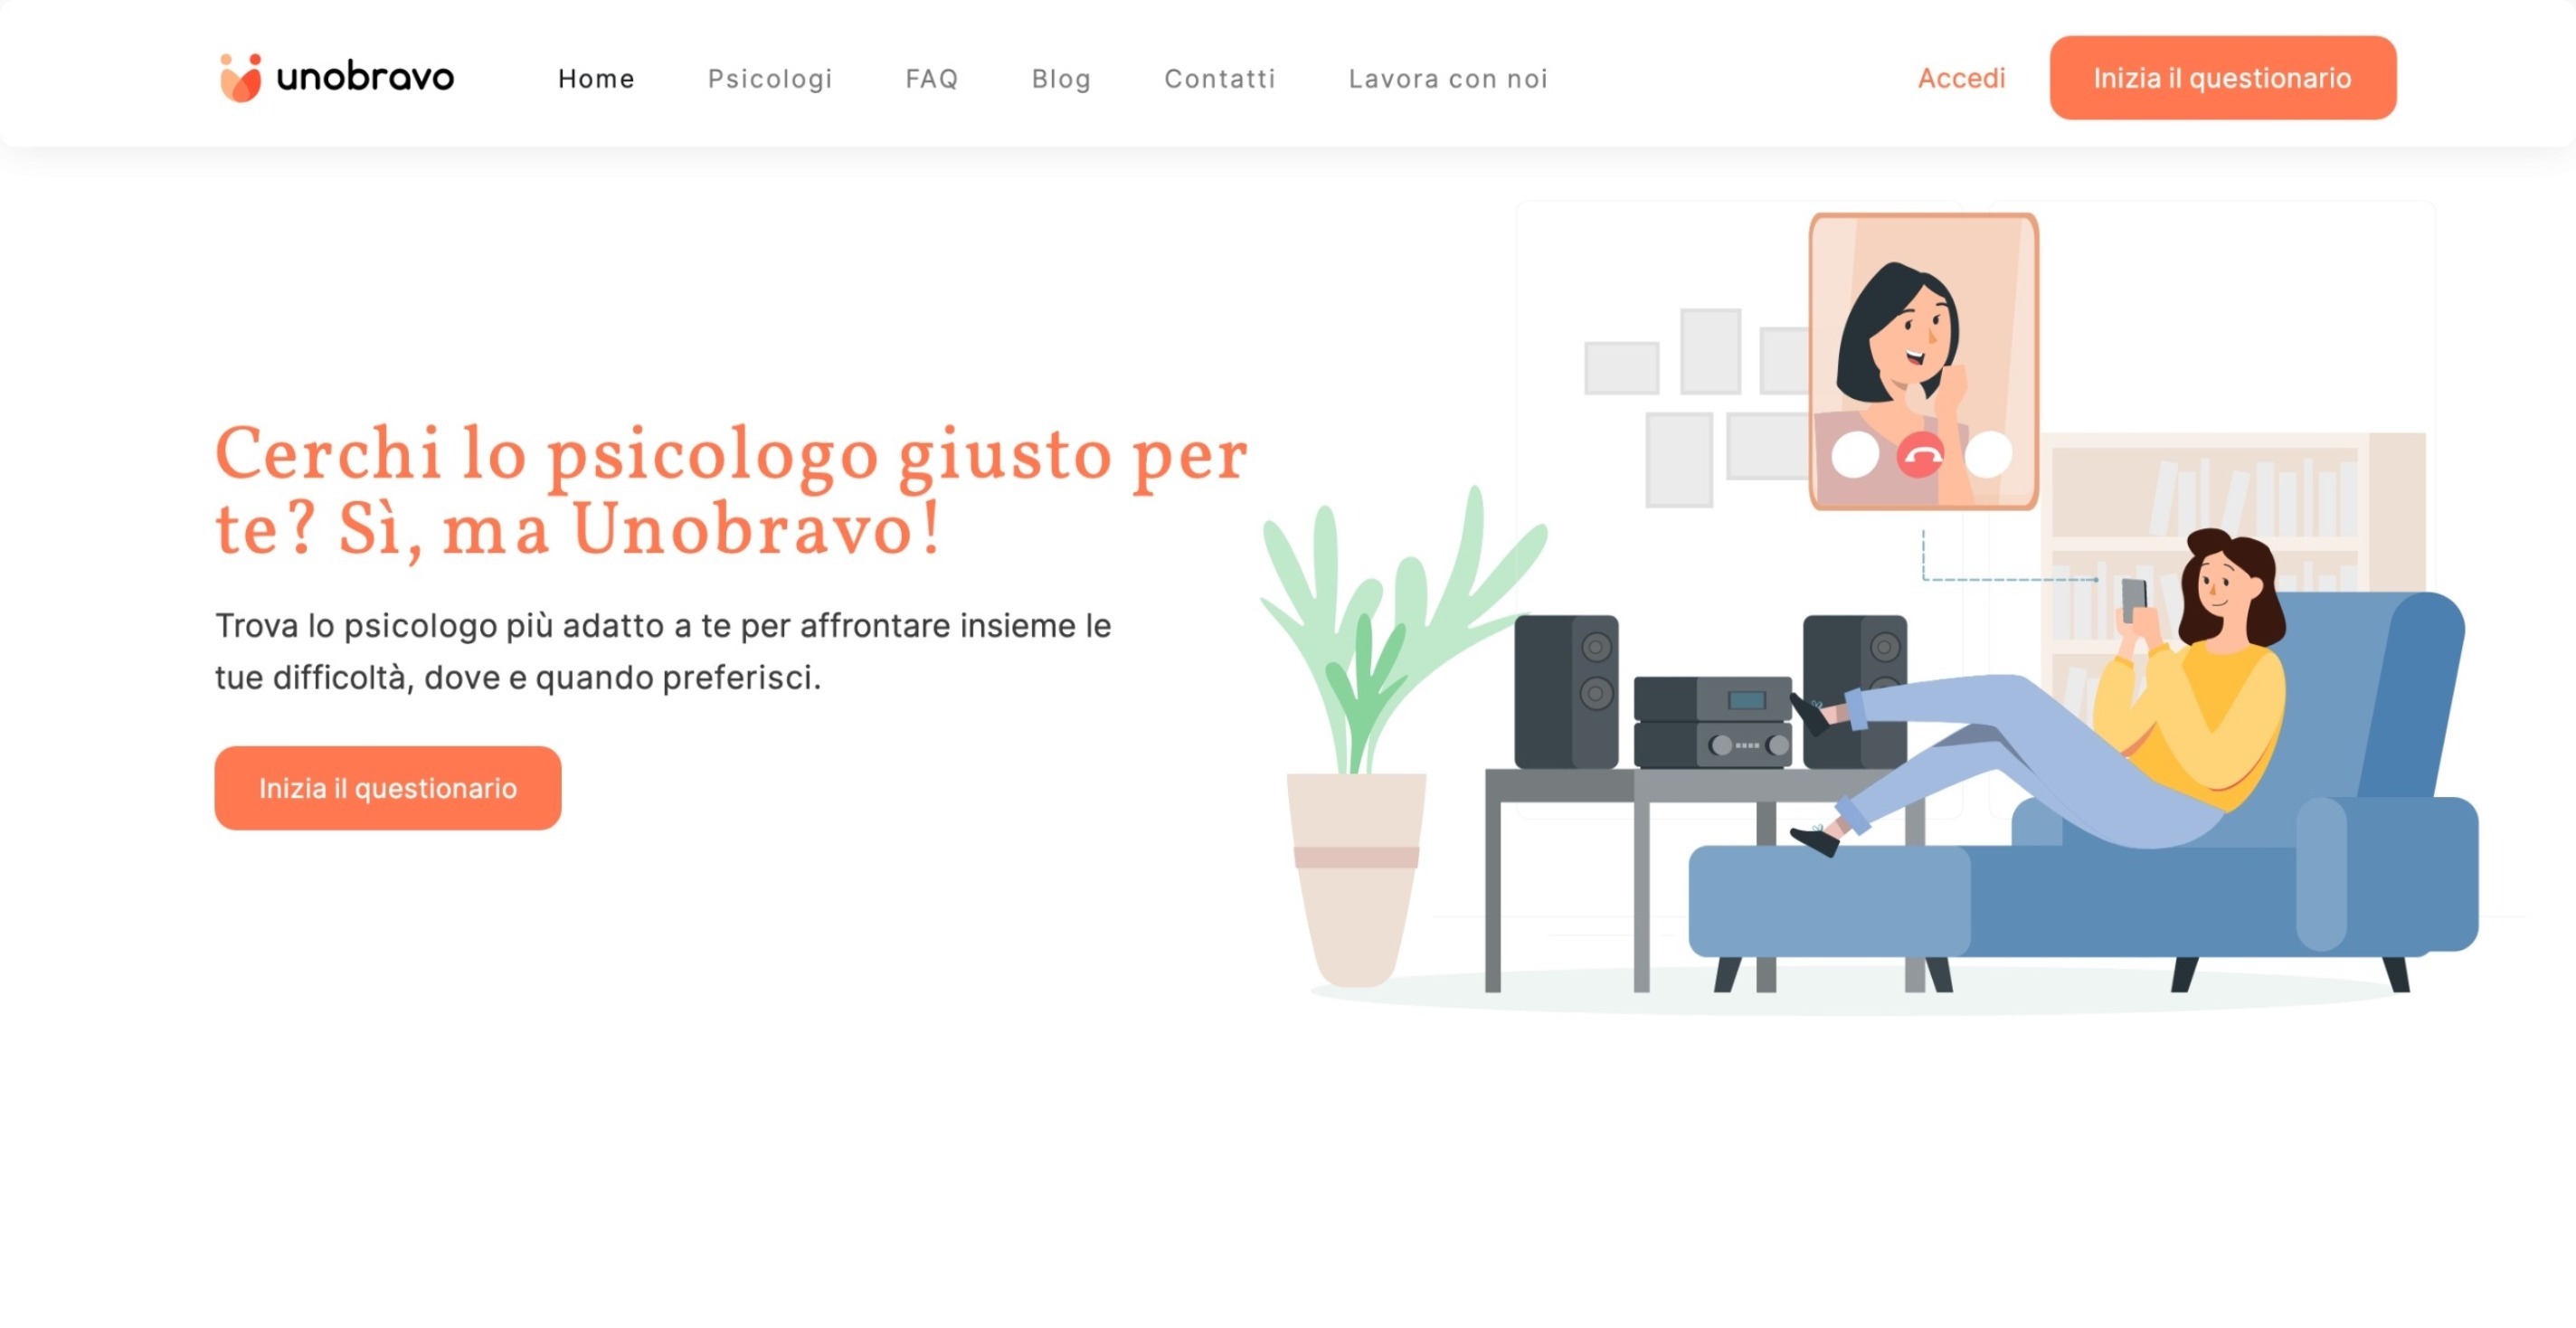 unobravo
Home
Psicologi
FAQ
Blog
Contatti
Lavora con noi
Accedi
Inizia il questionario
Cerchi lo psicologo giusto per
te? Sì, ma Unobravo!
Trova lo psicologo più adatto a te per affrontare insieme le
tue difficoltà, dove e quando preferisci.
Inizia il questionario